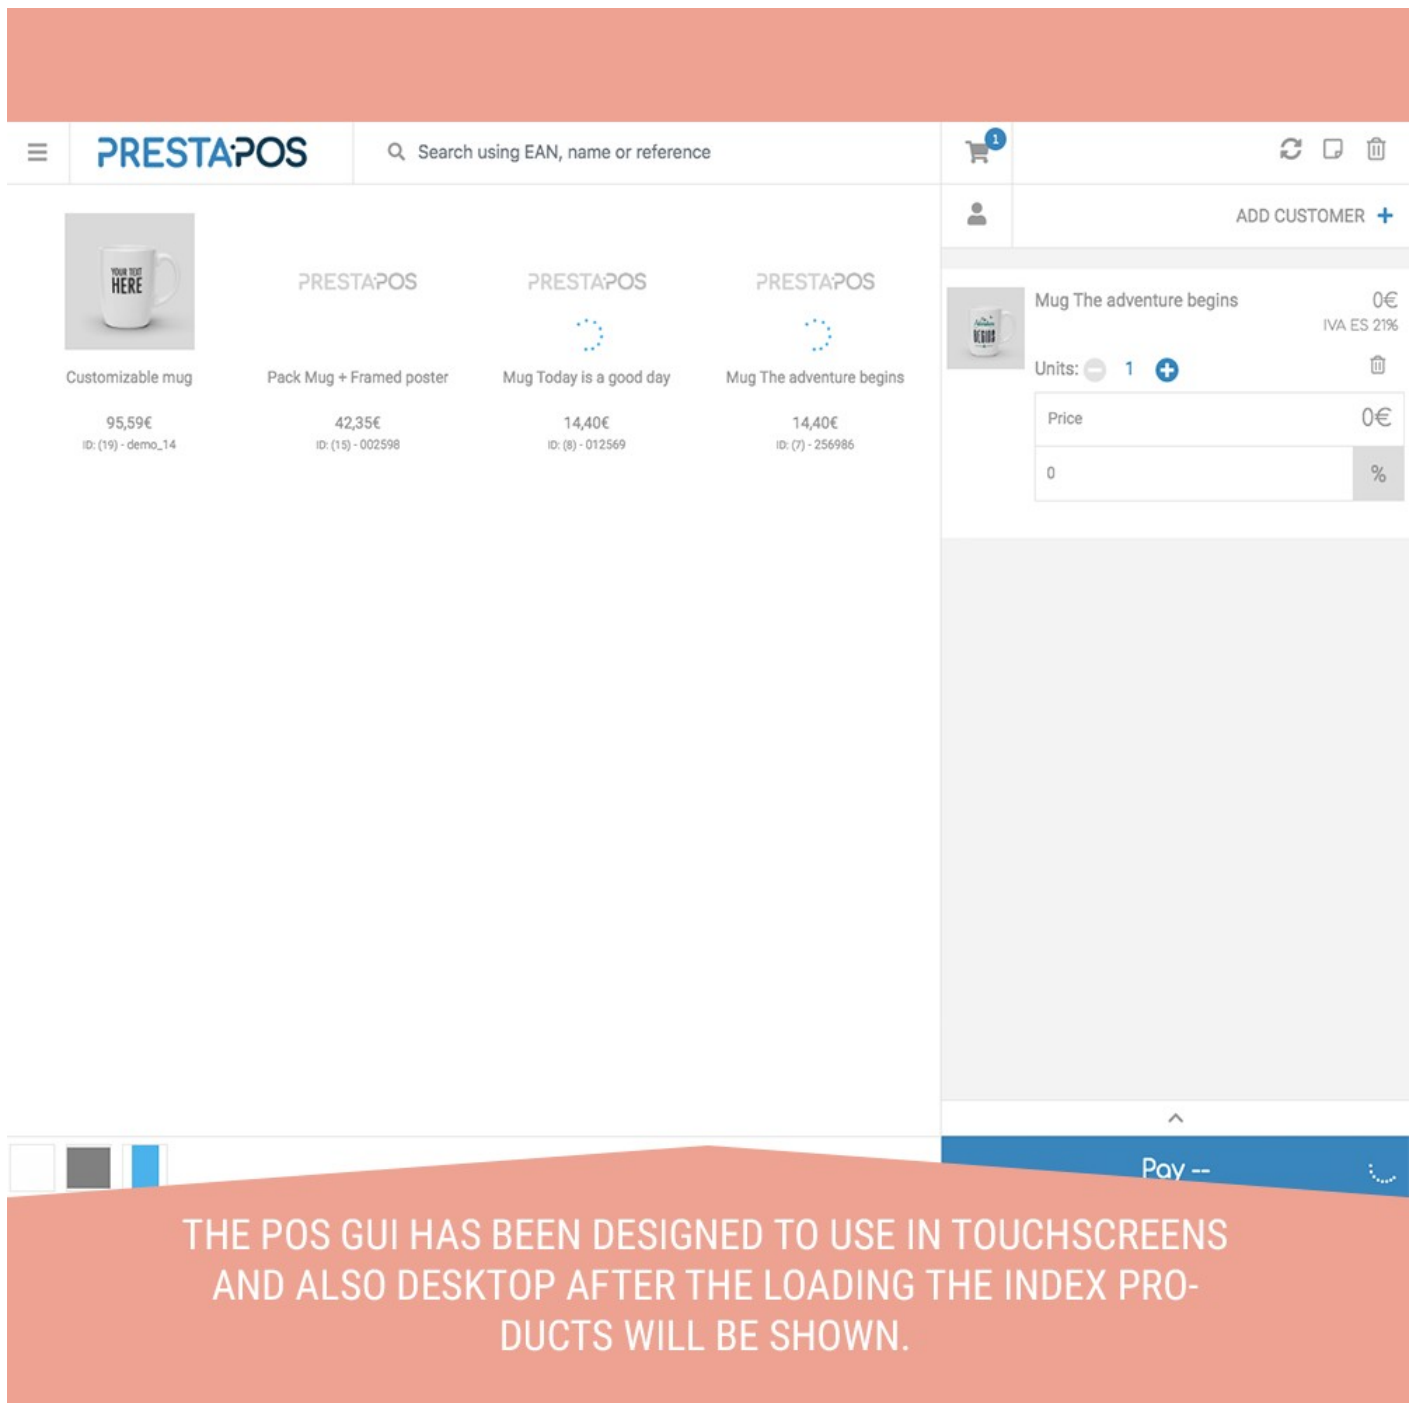 PRESTAPOS
Search using EAN, name or reference
1
ADD CUSTOMER +
YOUR TEXT
HERE
PRESTAPOS
PRESTAPOS
PRESTAPOS
Customizable mug
Pack Mug + Framed poster
Mug Today is a good day
Mug The adventure begins
95,59€
42,35€
14,40€
14,40€
ID: (19) - demo_14
ID: (15) - 002598
ID: (8) - 012569
ID: (7) - 256986
BEGINS
Mug The adventure begins
0€
IVA ES 21%
Units: 1
Price
0€
0
%
Pay --
THE POS GUI HAS BEEN DESIGNED TO USE IN TOUCHSCREENS
AND ALSO DESKTOP AFTER THE LOADING THE INDEX PRO-
DUCTS WILL BE SHOWN.